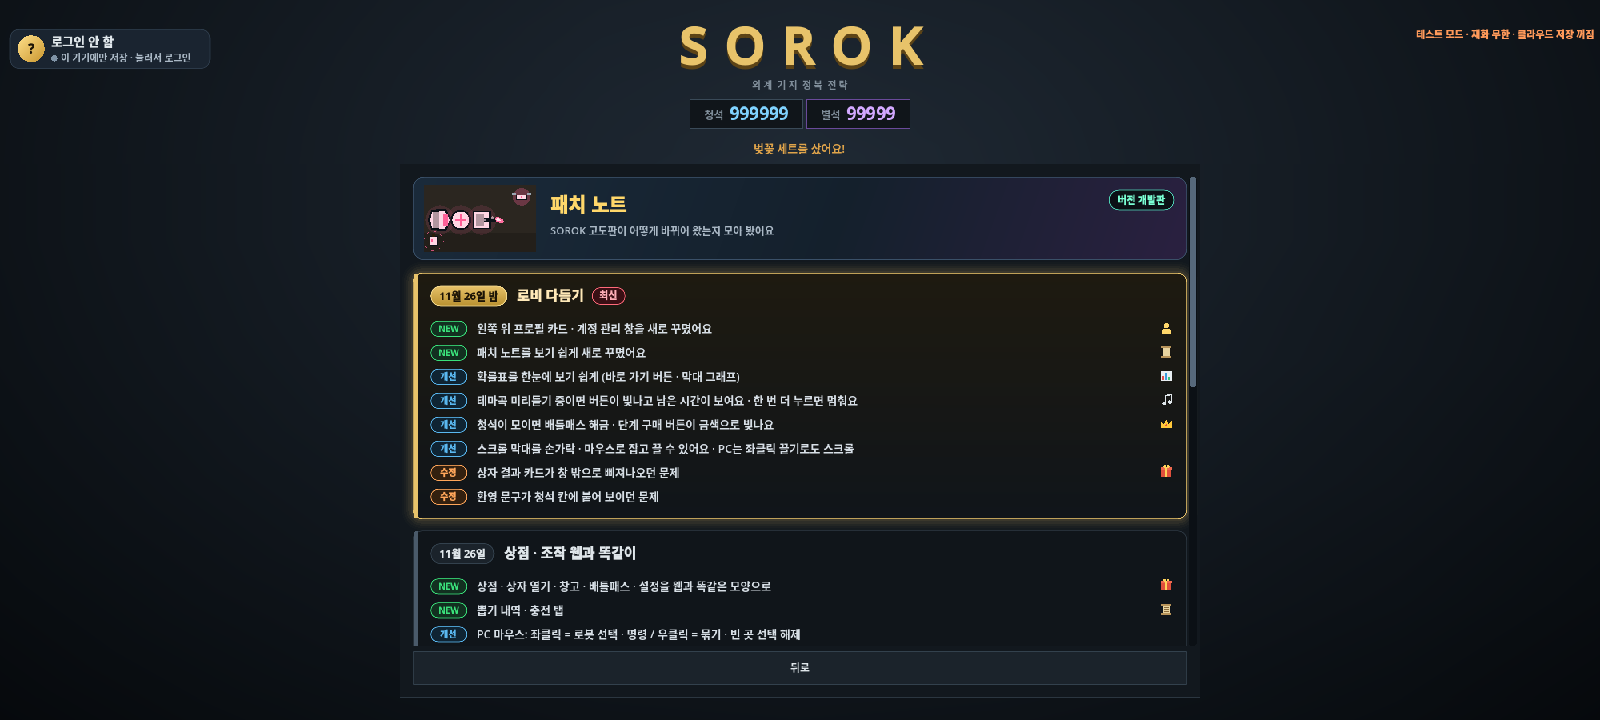 ?
로그인 안 함
이 기기에만 저장 · 눌러서 로그인
SOROK
외계 기지 정복 전략
청석 999999
별석 99999
테스트 모드 · 재화 무한 · 클라우드 저장 꺼짐
벚꽃 세트를 샀어요!
패치 노트
SOROK 고도판이 어떻게 바뀌어 왔는지 모아 봤어요
버전 개발판
11월 26일 밤 로비 다듬기 최신
NEW 왼쪽 위 프로필 카드 · 계정 관리 창을 새로 꾸몄어요
NEW 패치 노트를 보기 쉽게 새로 꾸몄어요
개선 확률표를 한눈에 보기 쉽게 (바로 가기 버튼 · 막대 그래프)
개선 테마곡 미리듣기 중이면 버튼이 빛나고 남은 시간이 보여요 · 한 번 더 누르면 멈춰요
개선 청석이 모이면 배틀패스 해금 · 단계 구매 버튼이 금색으로 빛나요
개선 스크롤 막대를 손가락 · 마우스로 잡고 끌 수 있어요 · PC는 좌클릭 끌기로도 스크롤
수정 상자 결과 카드가 창 밖으로 삐져나오던 문제
수정 환영 문구가 청석 칸에 붙어 보이던 문제
11월 26일 상점 · 조작 웹과 똑같이
NEW 상점 · 상자 열기 · 창고 · 배틀패스 · 설정을 웹과 똑같은 모양으로
NEW 뽑기 내역 · 충전 탭
개선 PC 마우스: 좌클릭 = 로봇 선택 · 명령 / 우클릭 = 묶기 · 빈 곳 선택 해제
뒤로